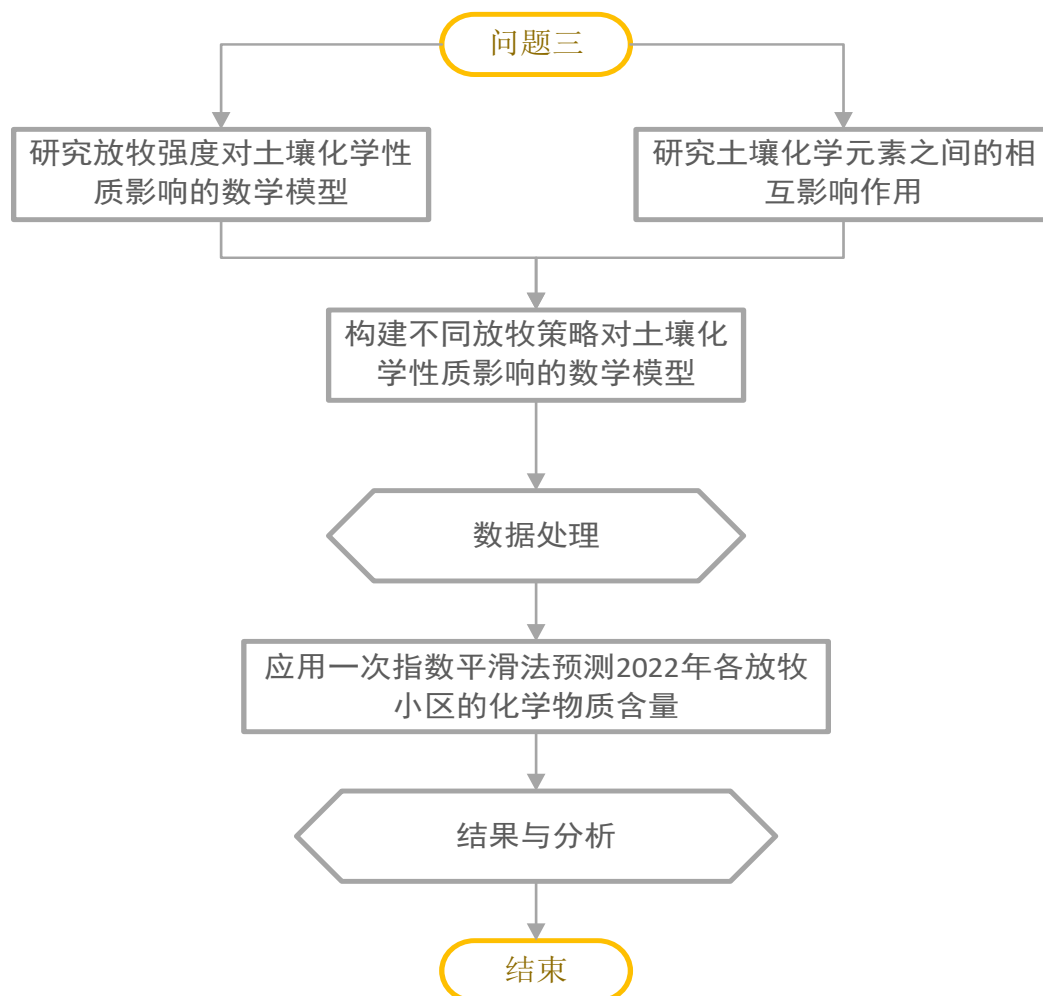 问题三
研究放牧强度对土壤化学性
质影响的数学模型
研究土壤化学元素之间的相
互影响作用
构建不同放牧策略对土壤化
学性质影响的数学模型
数据处理
应用一次指数平滑法预测2022年各放牧
小区的化学物质含量
结果与分析
结束